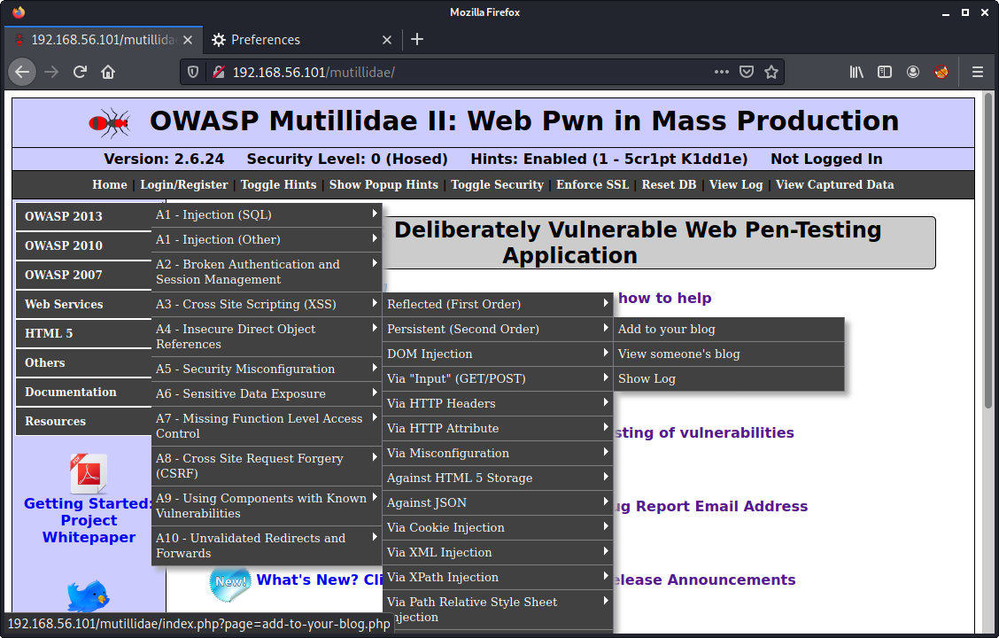 Mozilla Firefox
192.168.56.101/mutillida
Preferences
192.168.56.101/mutillidae/
OWASP Mutillidae II: Web Pwn in Mass Production
Version: 2.6.24 Security Level: 0 (Hosed) Hints: Enabled (1 - 5cr1pt K1dd1e) Not Logged In
Home | Login/Register | Toggle Hints | Show Popup Hints | Toggle Security | Enforce SSL | Reset DB | View Log | View Captured Data
OWASP 2013
OWASP 2010
OWASP 2007
Web Services
HTML 5
Others
Documentation
Resources
A1 - Injection (SQL)
A1 - Injection (Other)
A2 - Broken Authentication and
Session Management
A3 - Cross Site Scripting (XSS)
A4 - Insecure Direct Object
References
A5 - Security Misconfiguration
A6 - Sensitive Data Exposure
A7 - Missing Function Level Access
Control
A8 - Cross Site Request Forgery
(CSRF)
A9 - Using Components with Known
Vulnerabilities
A10 - Unvalidated Redirects and
Forwards
Reflected (First Order)
Persistent (Second Order)
DOM Injection
Via "Input" (GET/POST)
Via HTTP Headers
Via HTTP Attribute
Via Misconfiguration
Against HTML 5 Storage
Against JSON
Via Cookie Injection
Via XML Injection
Via XPath Injection
Via Path Relative Style Sheet
Injection
Add to your blog
View someone's blog
Show Log
Deliberately Vulnerable Web Pen-Testing
Application
how to help
sting of vulnerabilities
ug Report Email Address
elease Announcements
Getting Started:
Project
Whitepaper
New!
What's New? Cli
192.168.56.101/mutillidae/index.php?page=add-to-your-blog.php